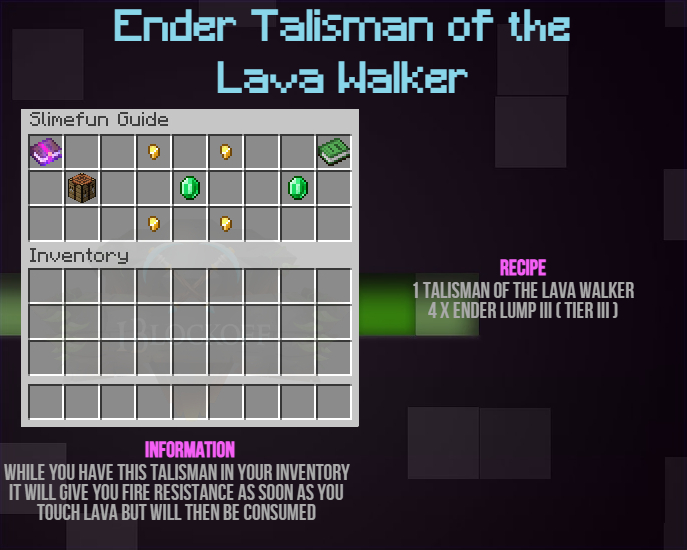 Ender Talisman of the
Lava Walker
Slimefun Guide
Inventory
1BLOCKOFF
RECIPE
1 TALISMAN OF THE LAVA WALKER
4 X ENDER LUMP III ( TIER III )
INFORMATION
WHILE YOU HAVE THIS TALISMAN IN YOUR INVENTORY
IT WILL GIVE YOU FIRE RESISTANCE AS SOON AS YOU
TOUCH LAVA BUT WILL THEN BE CONSUMED